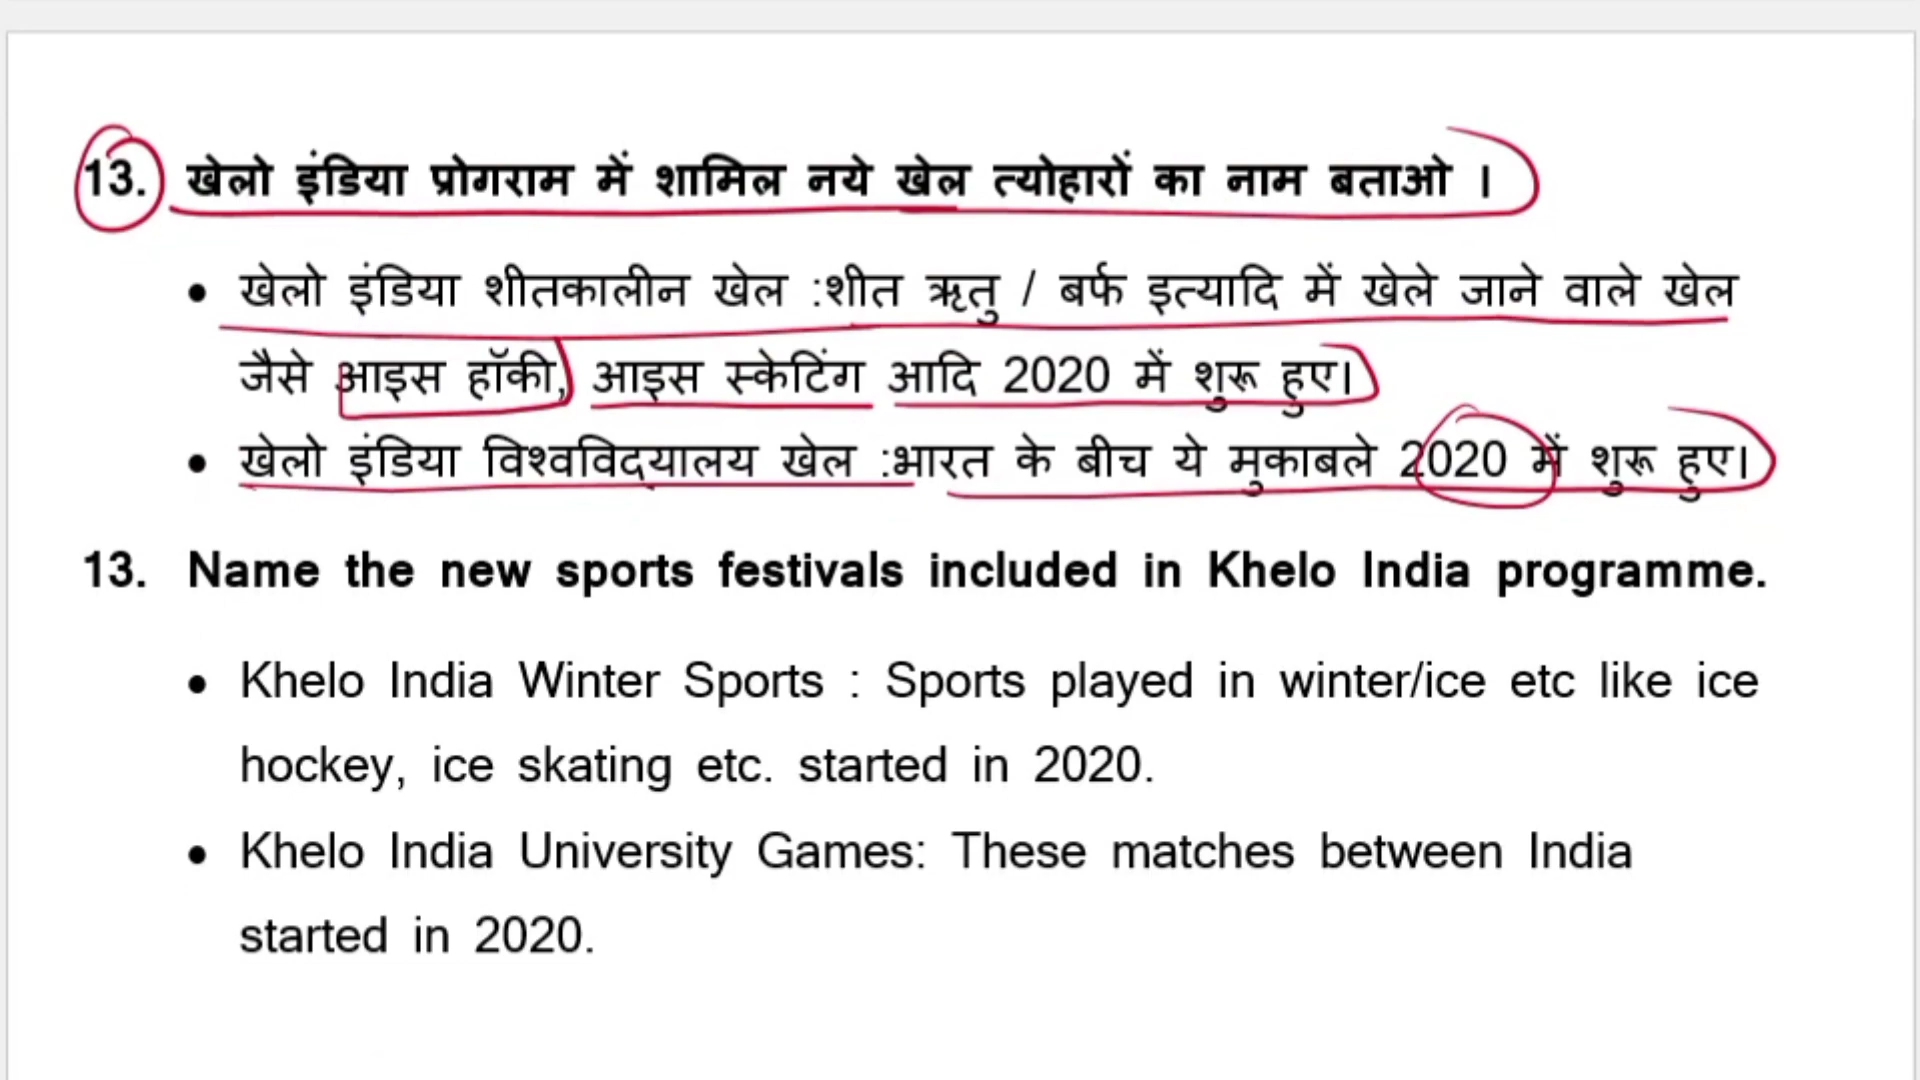 13. खेलो इंडिया प्रोगराम में शामिल नये खेल त्योहारों का नाम बताओ ।
• खेलो इंडिया शीतकालीन खेल :शीत ऋतु / बर्फ इत्यादि में खेले जाने वाले खेल
जैसे आइस हॉकी, आइस स्केटिंग आदि 2020 में शुरू हुए।
• खेलो इंडिया विश्वविद्यालय खेल :भारत के बीच ये मुकाबले 2020 में शुरू हुए।
13. Name the new sports festivals included in Khelo India programme.
• Khelo India Winter Sports : Sports played in winter/ice etc like ice
hockey, ice skating etc. started in 2020.
• Khelo India University Games: These matches between India
started in 2020.